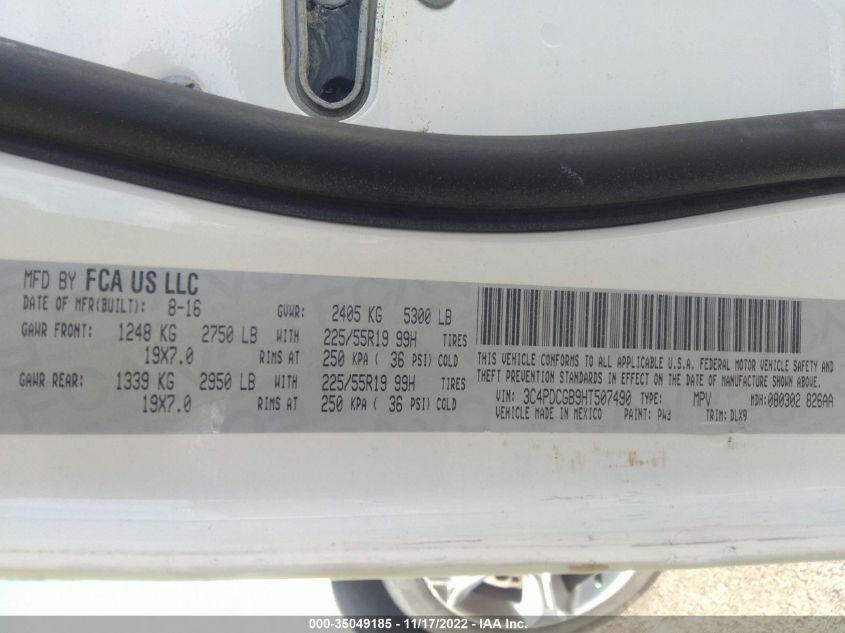 MFD BY FCA US LLC
DATE OF MFR(BUILT): 8-16 GVWR: 2405 KG 5300 LB
GAWR FRONT: 1248 KG 2750 LB WITH 225/55R19 99H TIRES
19X7.0 RIMS AT 250 KPA ( 36 PSI) COLD
GAWR REAR: 1339 KG 2950 LB WITH 225/55R19 99H TIRES
19X7.0 RIMS AT 250 KPA ( 36 PSI) COLD
THIS VEHICLE CONFORMS TO ALL APPLICABLE U.S.A. FEDERAL MOTOR VEHICLE SAFETY AND
THEFT PREVENTION STANDARDS IN EFFECT ON THE DATE OF MANUFACTURE SHOWN ABOVE.
VIN: 3C4PDCGB9HT507490 TYPE: MPV MDH:080302 826AA
VEHICLE MADE IN MEXICO PAINT: PW3 TRIM: DLX9
000-35049185 - 11/17/2022 - IAA Inc.